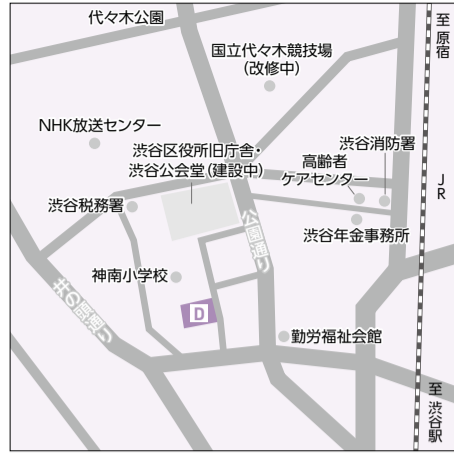 代々木公園
国立代々木競技場
(改修中)
至 原宿
NHK放送センター
渋谷区役所旧庁舎・
渋谷公会堂(建設中)
渋谷消防署
高齢者
ケアセンター
JR
渋谷税務署
渋谷年金事務所
公園通り
神南小学校
井の頭通り
D
勤労福祉会館
至 渋谷駅